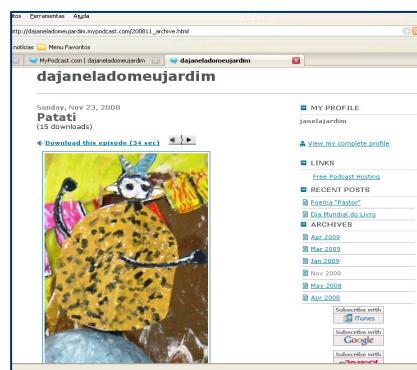 tos Ferramentas Ajuda
ttp://dajaneladomeujardim.mypodcast.com/200811_archive.html
notícias Menu Favoritos
MyPodcast.com | dajaneladomeujardim
dajaneladomeujardim
dajaneladomeujardim
Sunday, Nov 23, 2008
Patati
(15 downloads)
Download this episode (34 sec)
MY PROFILE
janelajardim
View my complete profile
LINKS
Free Podcast Hosting
RECENT POSTS
Poema "Pastor"
Dia Mundial do Livro
ARCHIVES
Apr 2009
Mar 2009
Jan 2009
Nov 2008
May 2008
Apr 2008
Subscribe with
iTunes
Subscribe with
Google
Subscribe with